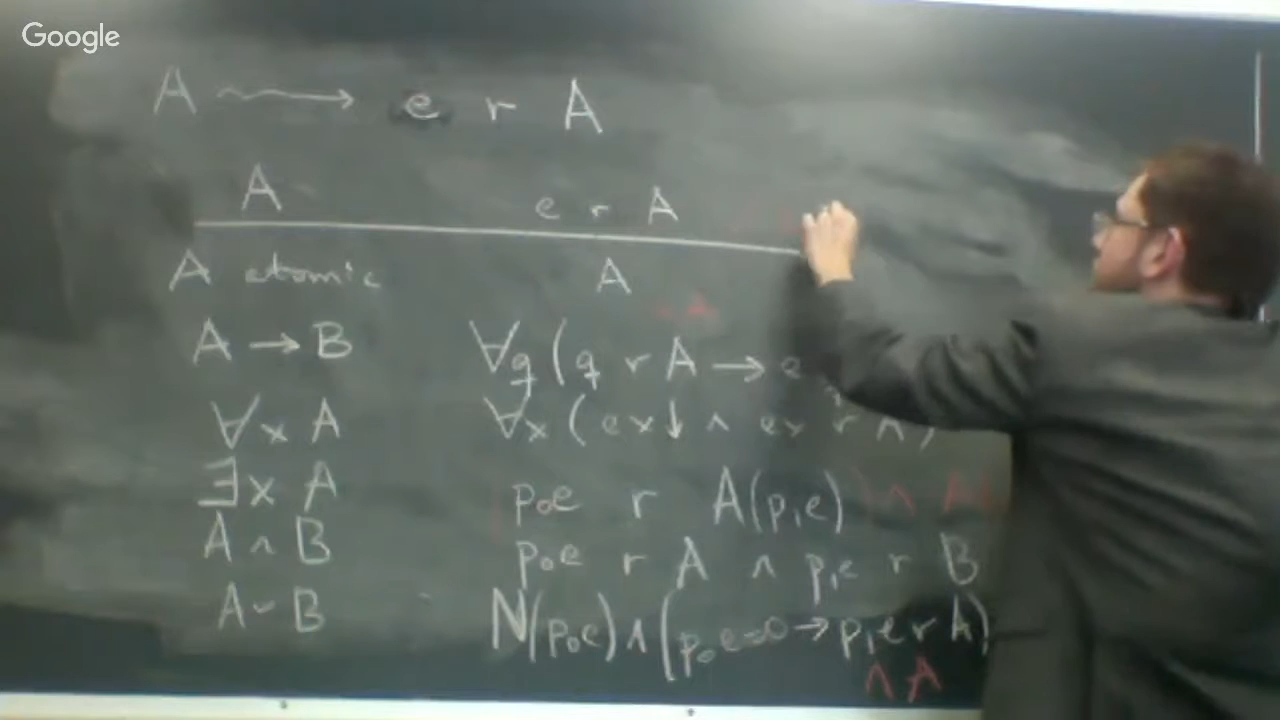 Google
A ⟿ e r A
A e r A
A atomic A
∧ A
A → B ∀q (q r A → e
∀x A ∀x (ex↓ ∧ ex r A)
∃x A (p₀e r A(p₁e)) ∧ A(
A ∧ B p₀e r A ∧ p₁e r B
A ∨ B N(p₀e) ∧ (p₀e=0 → p₁e r A)
∧ A